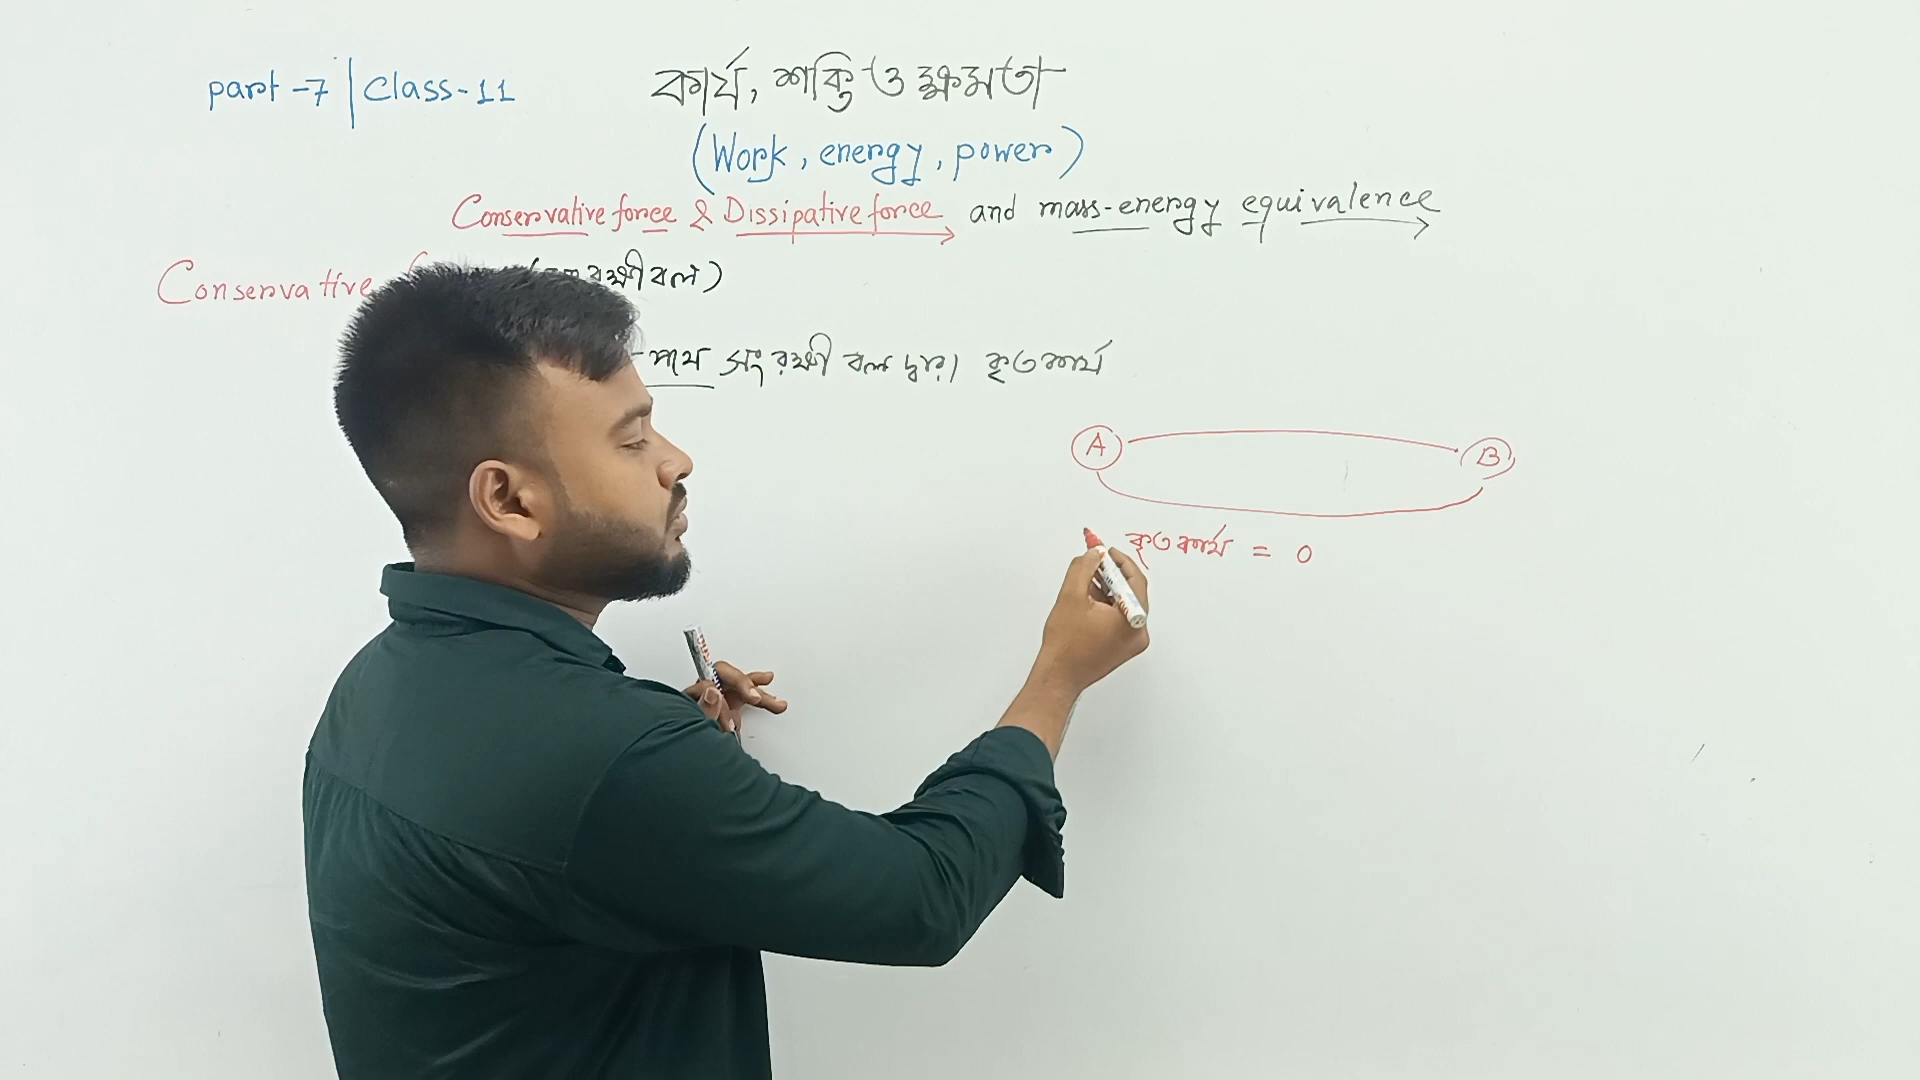 part-7 | Class-11
কার্য, শক্তি ও ক্ষমতা
(Work, energy, power)
Conservative force & Dissipative force and mass-energy equivalence
Conservative
পথে সংরক্ষী বল দ্বারা কৃতকার্য
A B
কৃতকার্য = 0